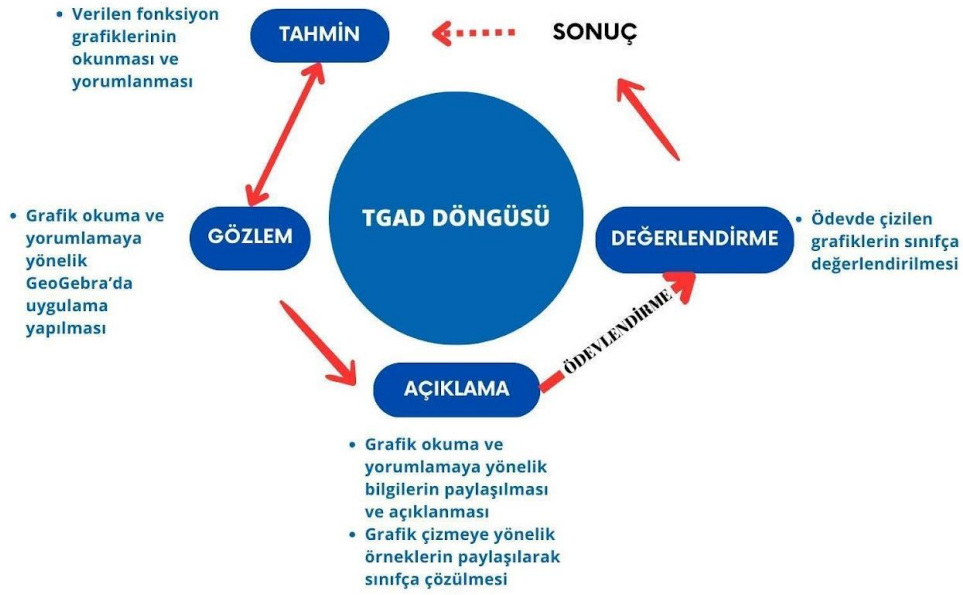 • Verilen fonksiyon
grafiklerinin
okunması ve
yorumlanması
TAHMİN
SONUÇ
• Grafik okuma ve
yorumlamaya
yönelik
GeoGebra’da
uygulama
yapılması
GÖZLEM
TGAD DÖNGÜSÜ
DEĞERLENDİRME
• Ödevde çizilen
grafiklerin sınıfça
değerlendirilmesi
ÖDEVLENDİRME
AÇIKLAMA
• Grafik okuma ve
yorumlamaya yönelik
bilgilerin paylaşılması
ve açıklanması
• Grafik çizmeye yönelik
örneklerin paylaşılarak
sınıfça çözülmesi